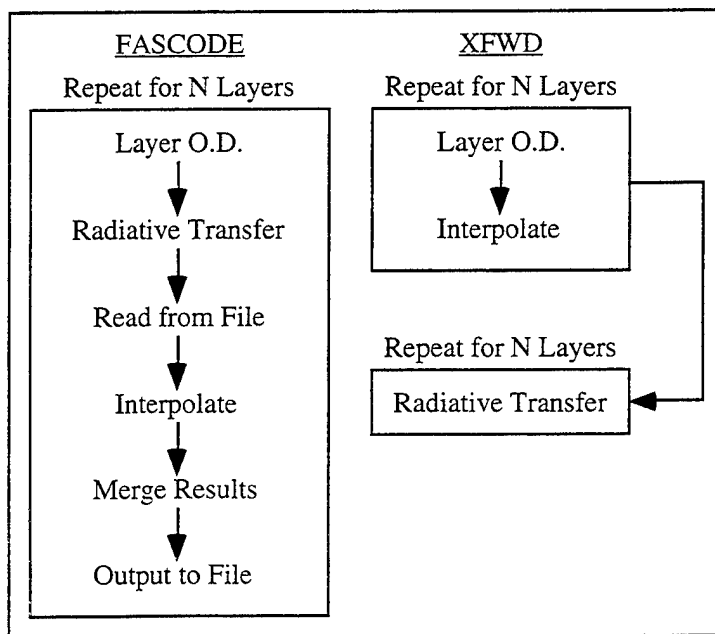 FASCODE
Repeat for N Layers
Layer O.D.
Radiative Transfer
Read from File
Interpolate
Merge Results
Output to File
XFWD
Repeat for N Layers
Layer O.D.
Interpolate
Repeat for N Layers
Radiative Transfer